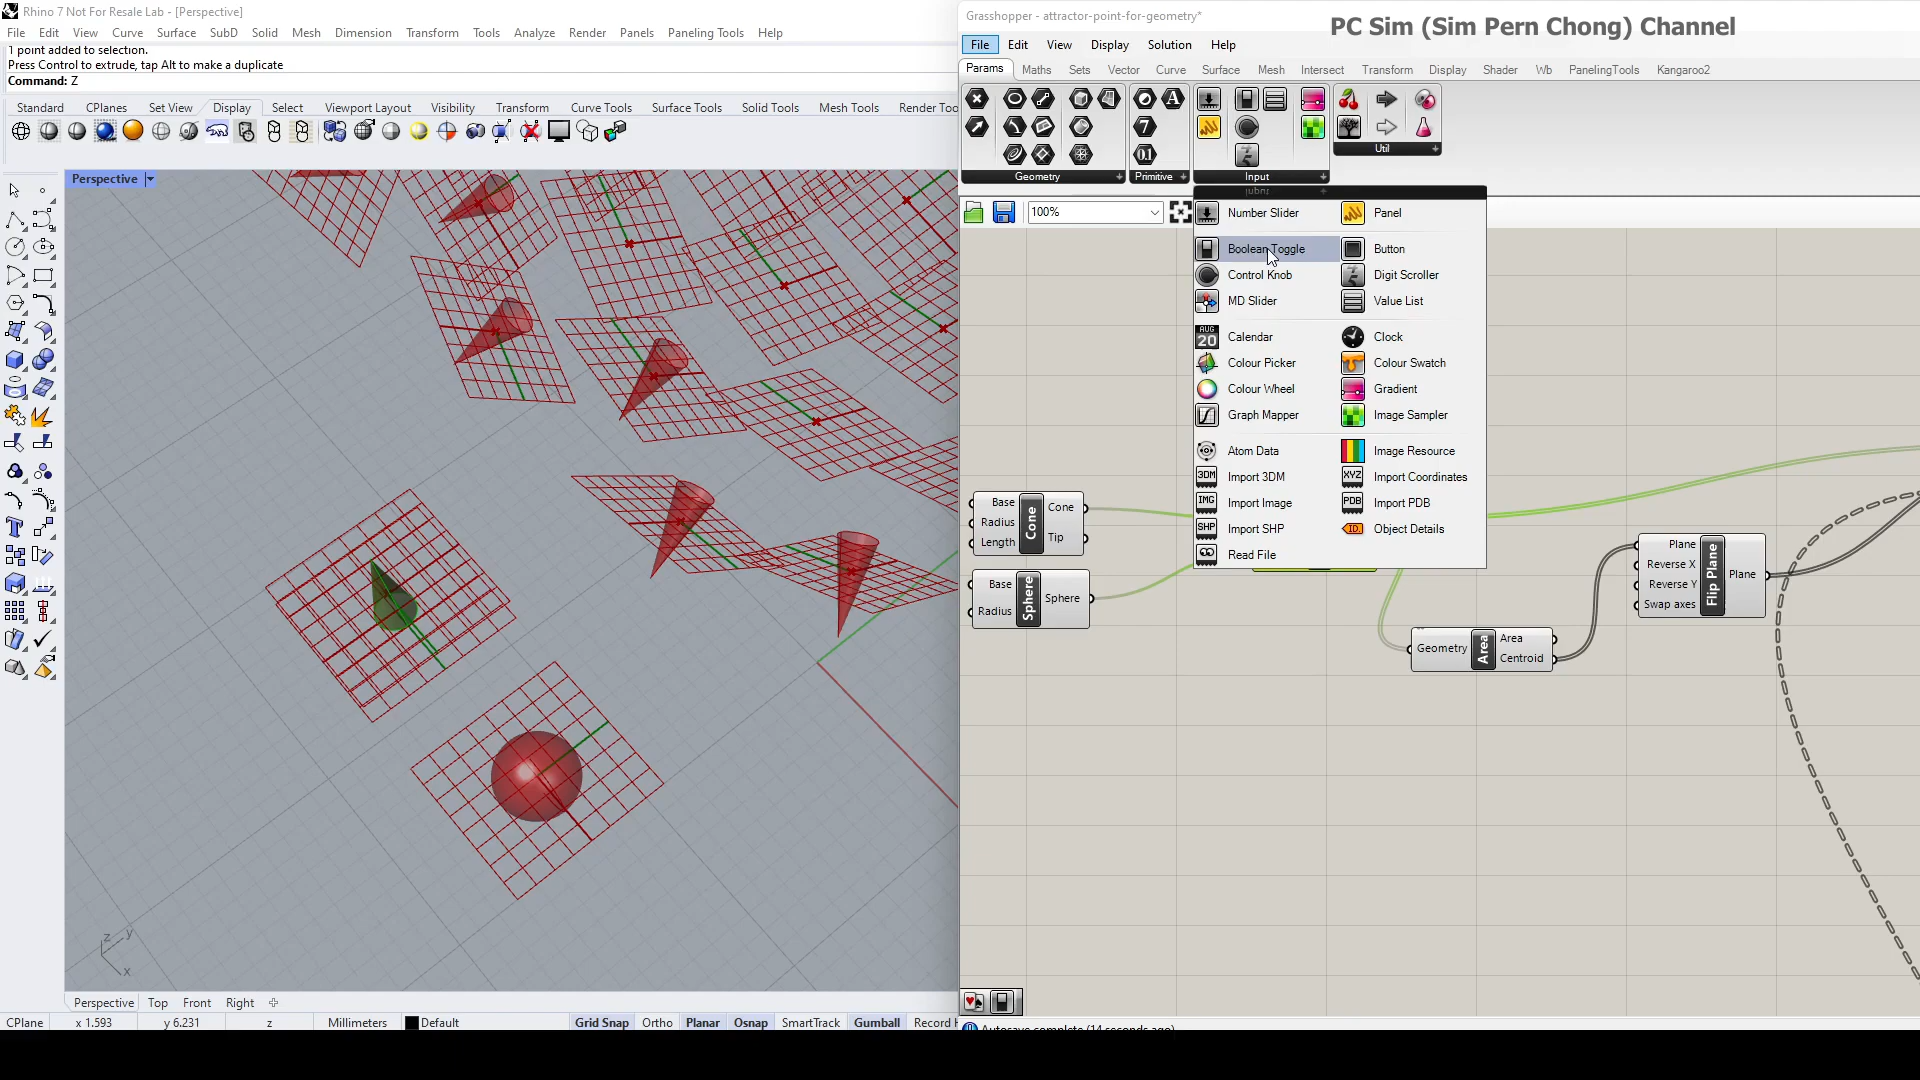 Rhino 7 Not For Resale Lab - [Perspective]
File Edit View Curve Surface SubD Solid Mesh Dimension Transform Tools Analyze Render Panels Paneling Tools Help
1 point added to selection.
Press Control to extrude, tap Alt to make a duplicate
Command: Z
Standard CPlanes Set View Display Select Viewport Layout Visibility Transform Curve Tools Surface Tools Solid Tools Mesh Tools Render Too
Perspective
z y
x
Perspective Top Front Right
CPlane x 1.593 y 6.231 z Millimeters Default Grid Snap Ortho Planar Osnap SmartTrack Gumball Record H
Grasshopper - attractor-point-for-geometry*
PC Sim (Sim Pern Chong) Channel
File Edit View Display Solution Help
Params Maths Sets Vector Curve Surface Mesh Intersect Transform Display Shader Wb PanelingTools Kangaroo2
Geometry Primitive Input Util
100%
Number Slider Panel
Boolean Toggle Button
Control Knob Digit Scroller
MD Slider Value List
Calendar Clock
Colour Picker Colour Swatch
Colour Wheel Gradient
Graph Mapper Image Sampler
Atom Data Image Resource
Import 3DM Import Coordinates
Import Image Import PDB
Import SHP Object Details
Read File
Base Radius Length Cone Cone Tip
Base Radius Sphere Sphere
Geometry Area Area Centroid
Plane Reverse X Reverse Y Swap axes Flip Plane Plane
Autosave complete (14 seconds ago)